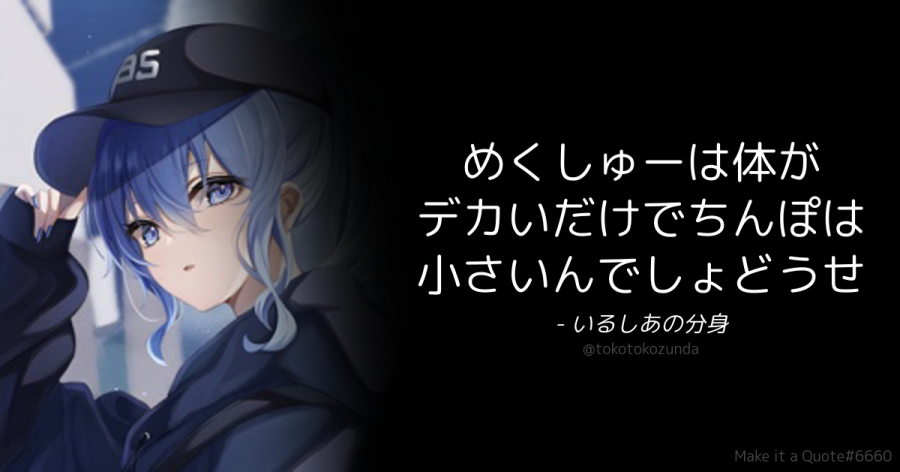 as
めくしゅーは体が
デカいだけでちんぽは
小さいんでしょどうせ
- いるしあの分身
@tokotokozunda
Make it a Quote#6660